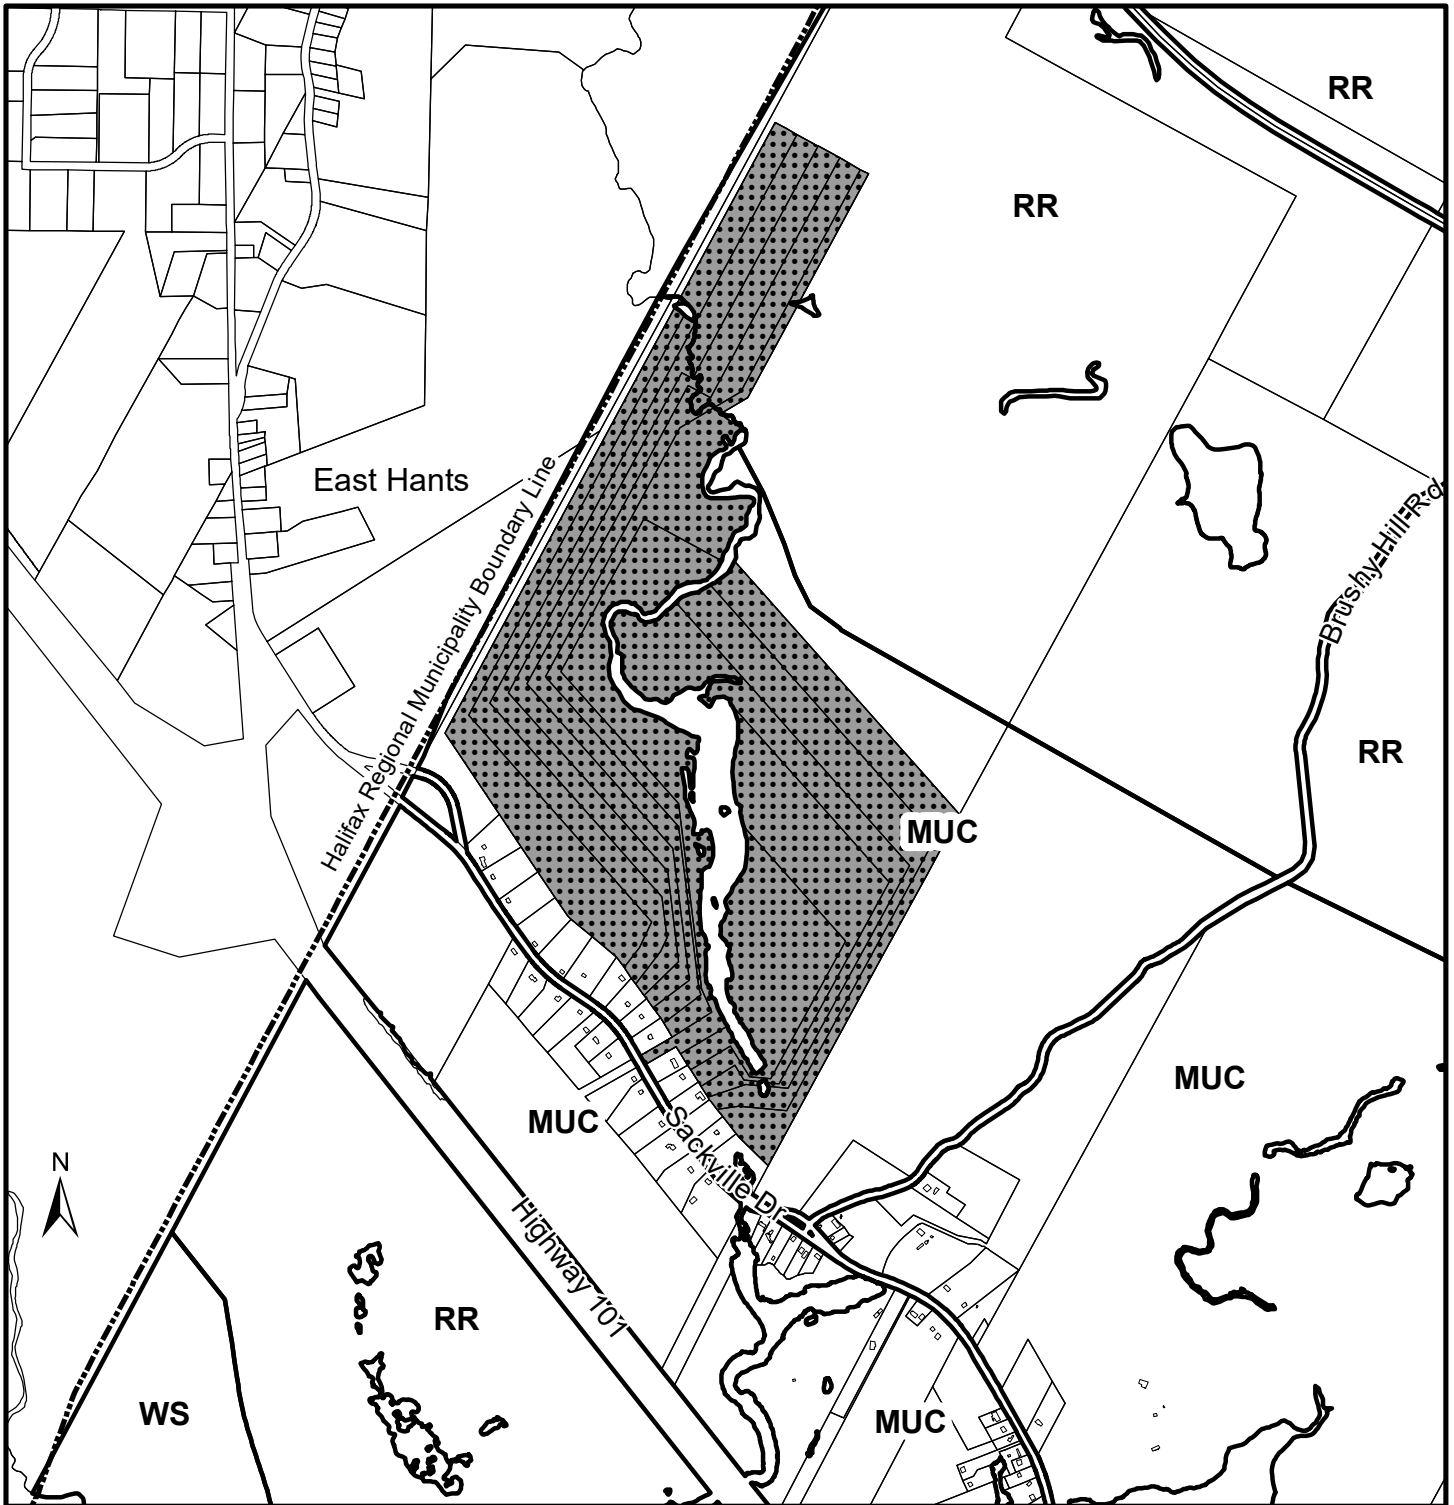 RR
RR
East Hants
Halifax Regional Municipality Boundary Line
Brushy Hill Rd
RR
MUC
MUC
MUC
Sackville Dr
N
Highway 101
RR
WS
MUC